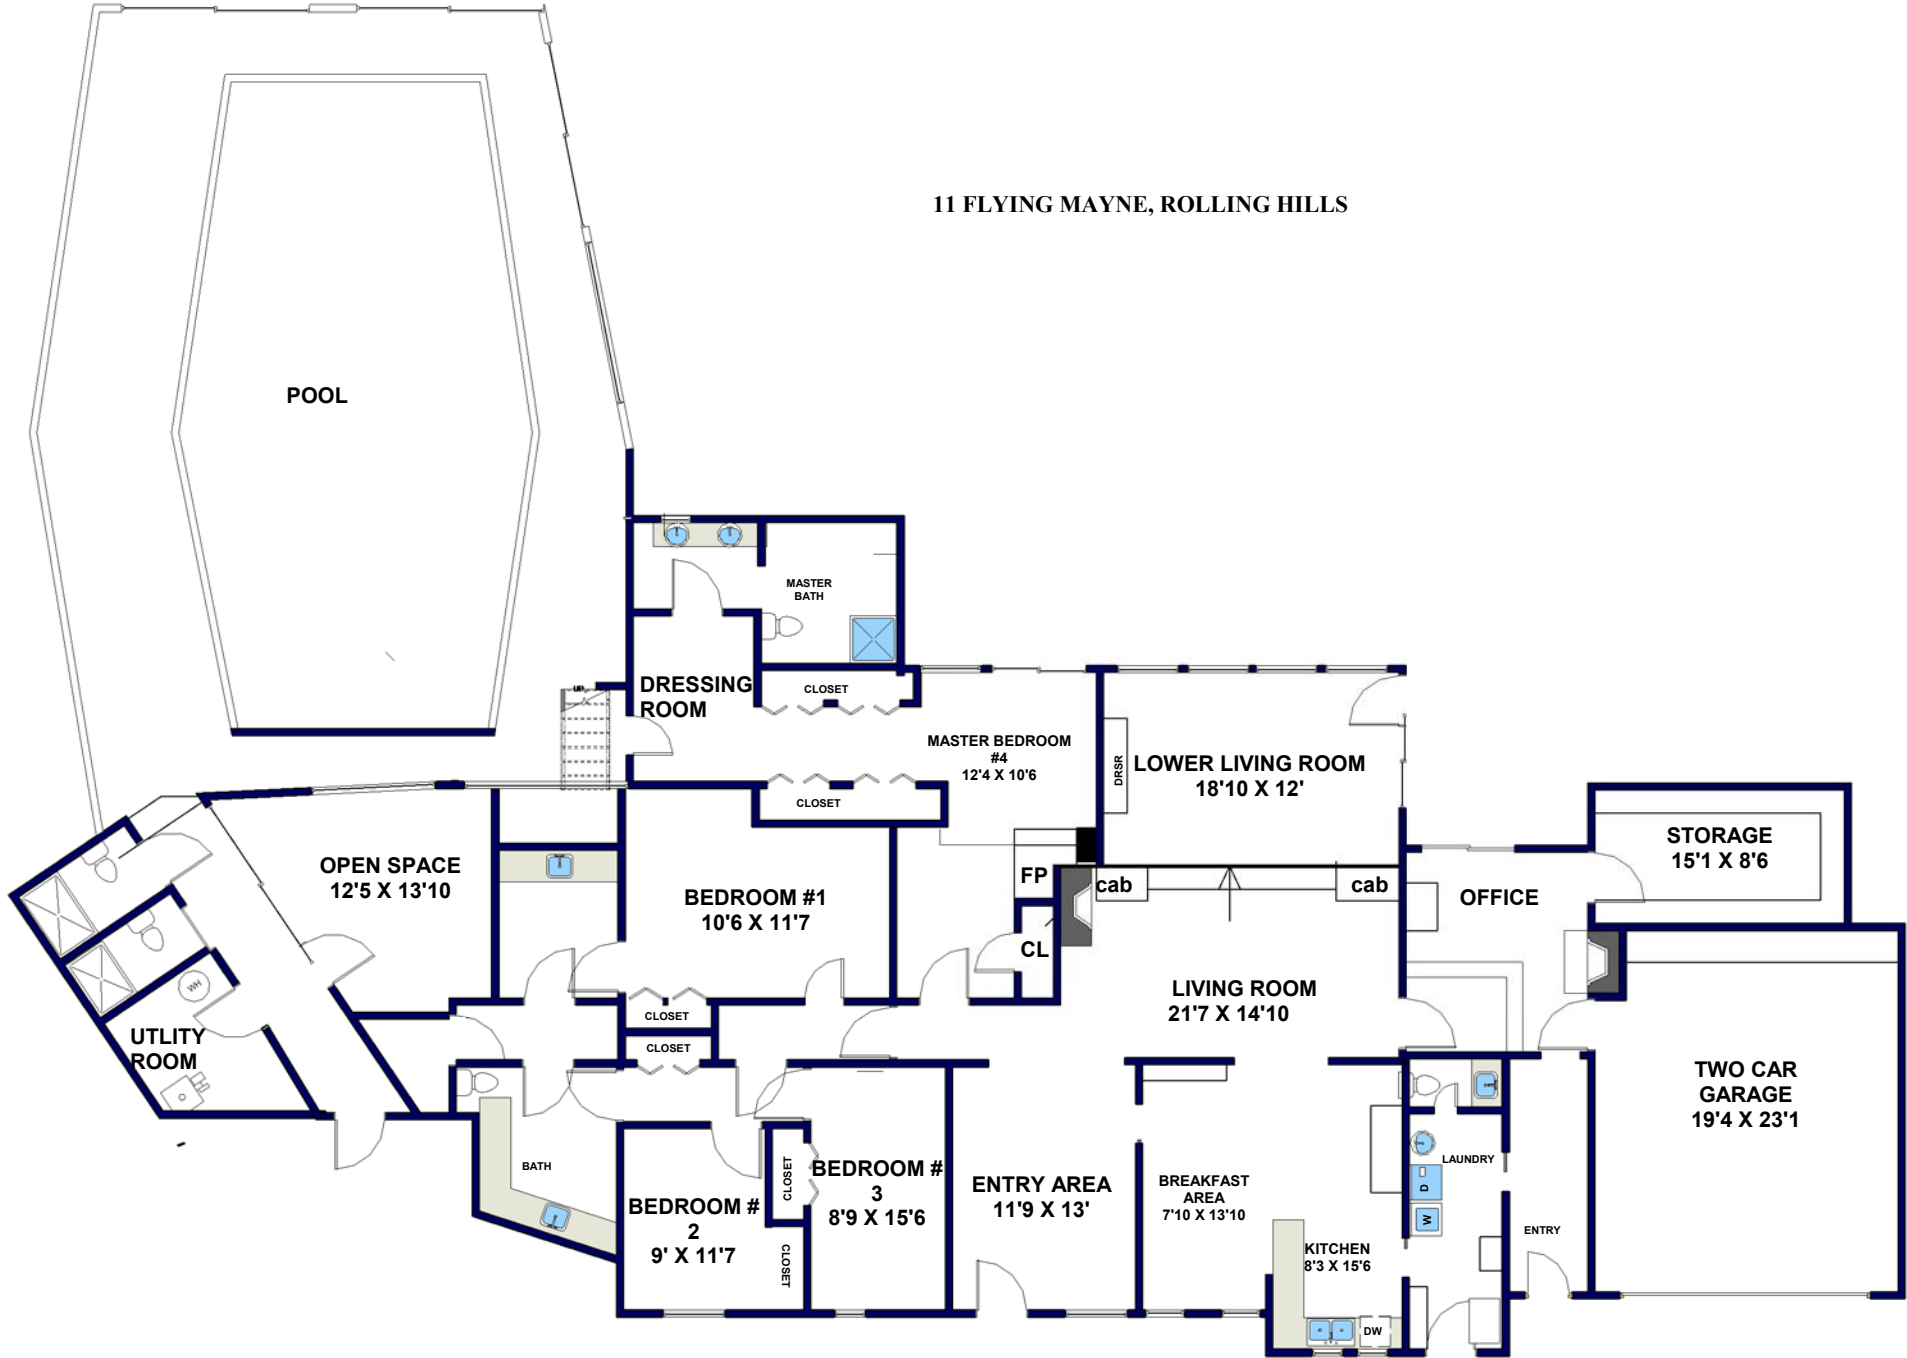 11 FLYING MAYNE, ROLLING HILLS
POOL
MASTER
BATH
DRESSING
ROOM
CLOSET
UP
MASTER BEDROOM
#4
12'4 X 10'6
CLOSET
DRSR
LOWER LIVING ROOM
18'10 X 12'
STORAGE
15'1 X 8'6
OPEN SPACE
12'5 X 13'10
BEDROOM #1
10'6 X 11'7
FP
cab
cab
OFFICE
CL
WH
LIVING ROOM
21'7 X 14'10
CLOSET
UTLITY
ROOM
CLOSET
TWO CAR
GARAGE
19'4 X 23'1
BATH
BEDROOM #
2
9' X 11'7
CLOSET
CLOSET
BEDROOM #
3
8'9 X 15'6
ENTRY AREA
11'9 X 13'
BREAKFAST
AREA
7'10 X 13'10
LAUNDRY
D
W
KITCHEN
8'3 X 15'6
ENTRY
DW